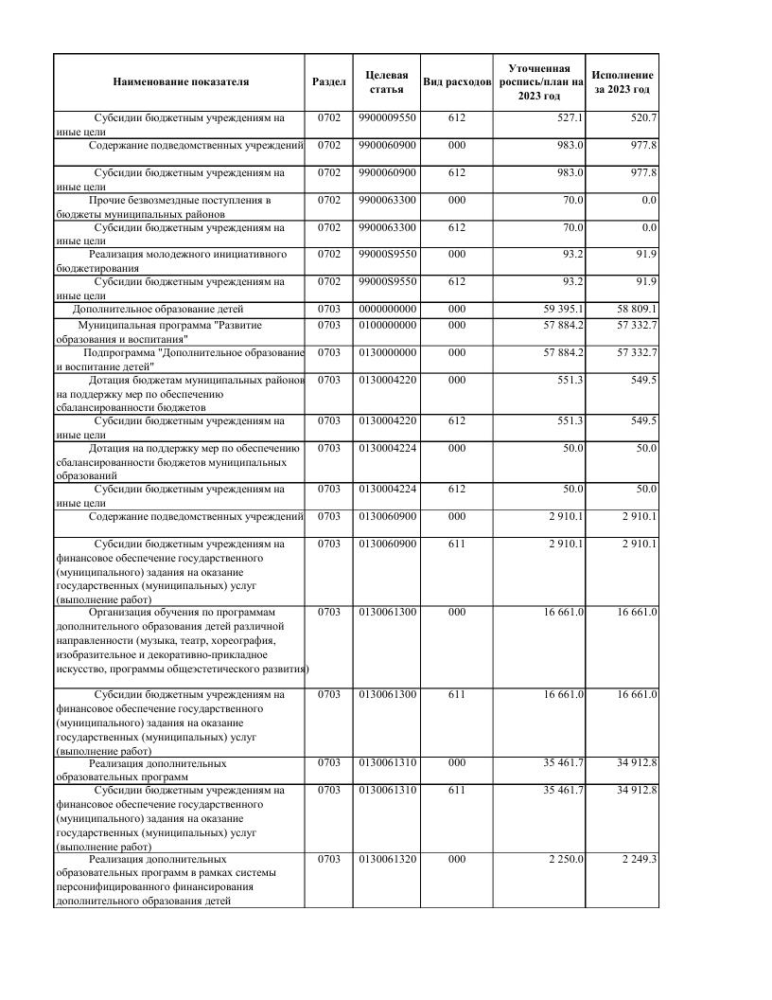 Наименование показателя Раздел Целевая статья Вид расходов Уточненная роспись/план на 2023 год Исполнение за 2023 год
Субсидии бюджетным учреждениям на 0702 9900009550 612 527.1 520.7
иные цели
Содержание подведомственных учреждений 0702 9900060900 000 983.0 977.8
Субсидии бюджетным учреждениям на 0702 9900060900 612 983.0 977.8
иные цели
Прочие безвозмездные поступления в 0702 9900063300 000 70.0 0.0
бюджеты муниципальных районов
Субсидии бюджетным учреждениям на 0702 9900063300 612 70.0 0.0
иные цели
Реализация молодежного инициативного 0702 99000S9550 000 93.2 91.9
бюджетирования
Субсидии бюджетным учреждениям на 0702 99000S9550 612 93.2 91.9
иные цели
Дополнительное образование детей 0703 0000000000 000 59 395.1 58 809.1
Муниципальная программа "Развитие 0703 0100000000 000 57 884.2 57 332.7
образования и воспитания"
Подпрограмма "Дополнительное образование 0703 0130000000 000 57 884.2 57 332.7
и воспитание детей"
Дотация бюджетам муниципальных районов 0703 0130004220 000 551.3 549.5
на поддержку мер по обеспечению
сбалансированности бюджетов
Субсидии бюджетным учреждениям на 0703 0130004220 612 551.3 549.5
иные цели
Дотация на поддержку мер по обеспечению 0703 0130004224 000 50.0 50.0
сбалансированности бюджетов муниципальных
образований
Субсидии бюджетным учреждениям на 0703 0130004224 612 50.0 50.0
иные цели
Содержание подведомственных учреждений 0703 0130060900 000 2 910.1 2 910.1
Субсидии бюджетным учреждениям на 0703 0130060900 611 2 910.1 2 910.1
финансовое обеспечение государственного
(муниципального) задания на оказание
государственных (муниципальных) услуг
(выполнение работ)
Организация обучения по программам 0703 0130061300 000 16 661.0 16 661.0
дополнительного образования детей различной
направленности (музыка, театр, хореография,
изобразительное и декоративно-прикладное
искусство, программы общеэстетического развития)
Субсидии бюджетным учреждениям на 0703 0130061300 611 16 661.0 16 661.0
финансовое обеспечение государственного
(муниципального) задания на оказание
государственных (муниципальных) услуг
(выполнение работ)
Реализация дополнительных 0703 0130061310 000 35 461.7 34 912.8
образовательных программ
Субсидии бюджетным учреждениям на 0703 0130061310 611 35 461.7 34 912.8
финансовое обеспечение государственного
(муниципального) задания на оказание
государственных (муниципальных) услуг
(выполнение работ)
Реализация дополнительных 0703 0130061320 000 2 250.0 2 249.3
образовательных программ в рамках системы
персонифицированного финансирования
дополнительного образования детей